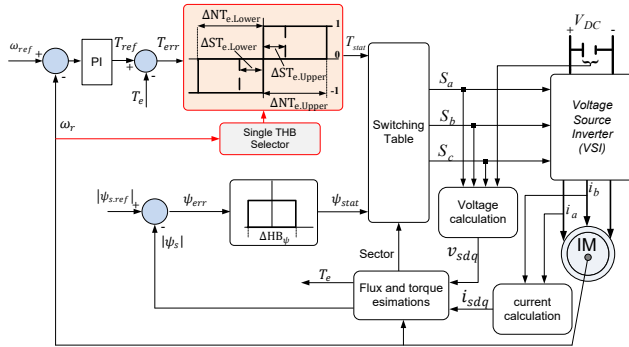 ΔNT_e.Lower
1
V_DC
+
-
ω_ref
+
-
PI
T_ref
+
-
T_err
ΔST_e.Lower
0
T_stat
ΔST_e.Upper
T_e
ΔNT_e.Upper
-1
ω_r
Single THB
Selector
Switching
Table
S_a
S_b
S_c
Voltage
Source
Inverter
(VSI)
|ψ_s.ref|
+
-
ψ_err
ψ_stat
ΔHB_ψ
|ψ_s|
Voltage
calculation
i_b
i_a
IM
v_sdq
Sector
T_e
Flux and torque
esimations
i_sdq
current
calculation